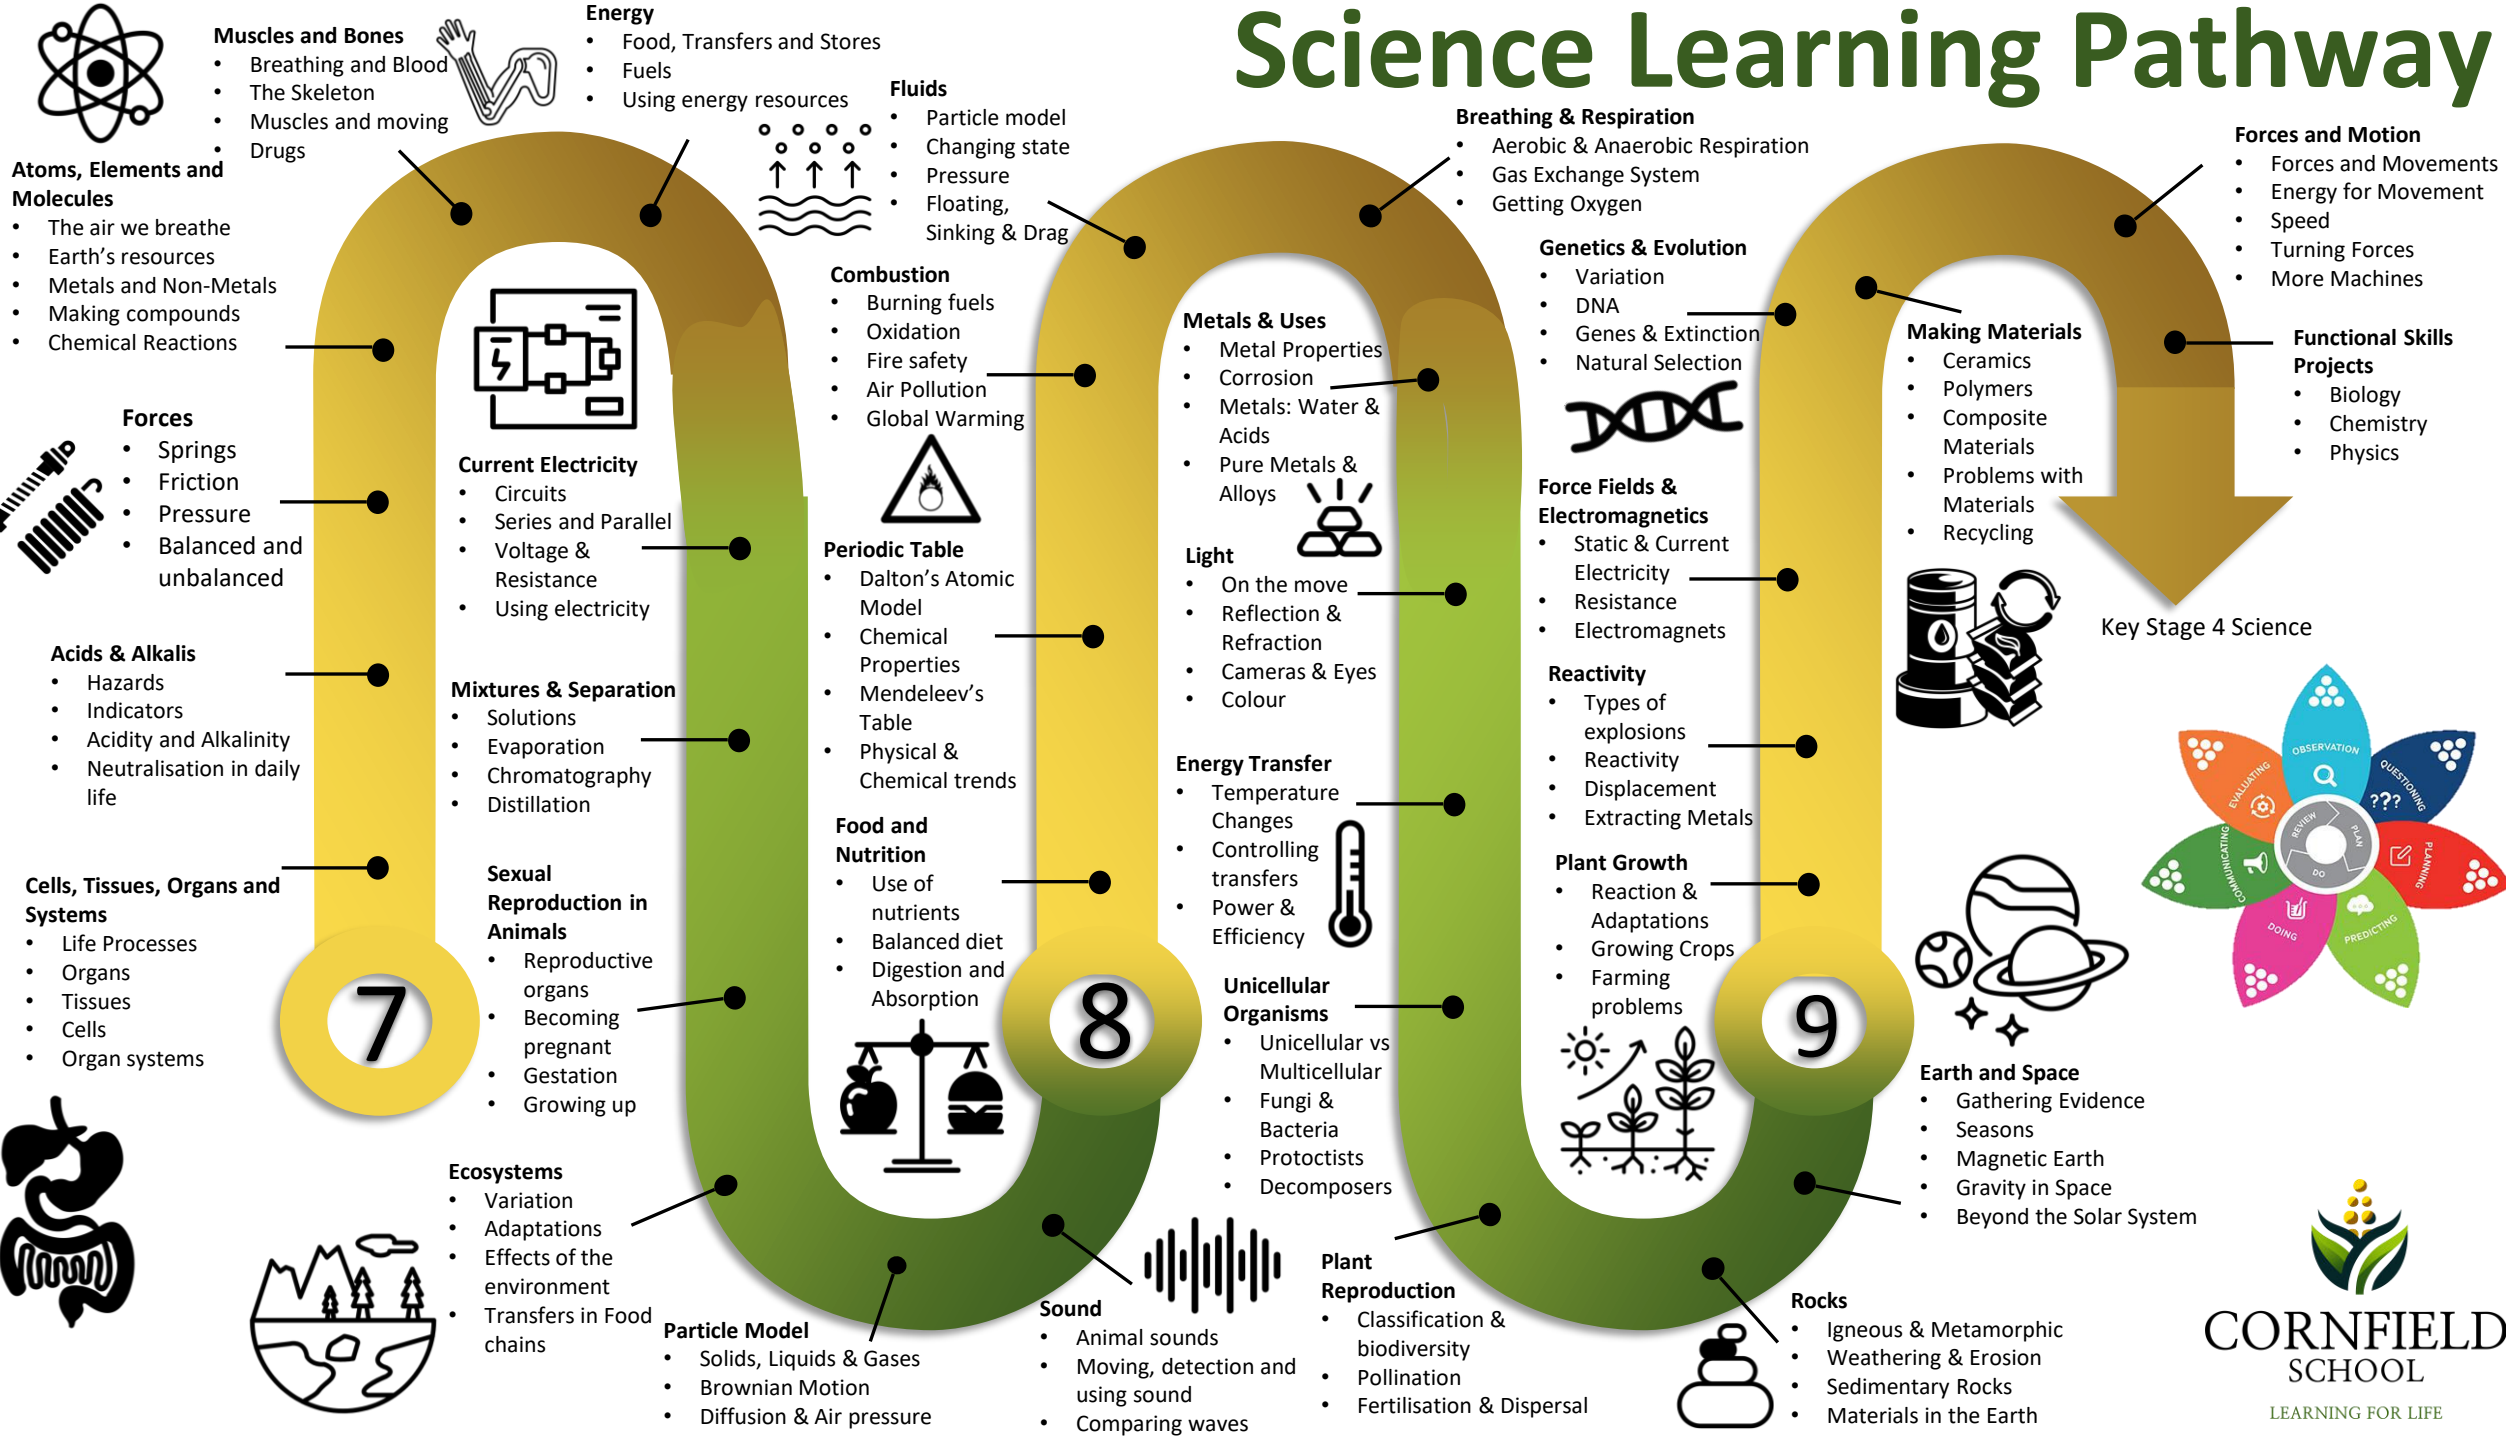 Science Learning Pathway
Muscles and Bones
• Breathing and Blood
• The Skeleton
• Muscles and moving
• Drugs
Energy
• Food, Transfers and Stores
• Fuels
• Using energy resources
Fluids
• Particle model
• Changing state
• Pressure
• Floating,
Sinking & Drag
Breathing & Respiration
• Aerobic & Anaerobic Respiration
• Gas Exchange System
• Getting Oxygen
Forces and Motion
• Forces and Movements
• Energy for Movement
• Speed
• Turning Forces
• More Machines
Atoms, Elements and
Molecules
• The air we breathe
• Earth's resources
• Metals and Non-Metals
• Making compounds
• Chemical Reactions
Combustion
• Burning fuels
• Oxidation
• Fire safety
• Air Pollution
• Global Warming
Metals & Uses
• Metal Properties
• Corrosion
• Metals: Water &
Acids
• Pure Metals &
Alloys
Genetics & Evolution
• Variation
• DNA
• Genes & Extinction
• Natural Selection
Making Materials
• Ceramics
• Polymers
• Composite
Materials
• Problems with
Materials
• Recycling
Functional Skills
Projects
• Biology
• Chemistry
• Physics
Forces
• Springs
• Friction
• Pressure
• Balanced and
unbalanced
Current Electricity
• Circuits
• Series and Parallel
• Voltage &
Resistance
• Using electricity
Periodic Table
• Dalton's Atomic
Model
• Chemical
Properties
• Mendeleev's
Table
• Physical &
Chemical trends
Light
• On the move
• Reflection &
Refraction
• Cameras & Eyes
• Colour
Force Fields &
Electromagnetics
• Static & Current
Electricity
• Resistance
• Electromagnets
Key Stage 4 Science
Acids & Alkalis
• Hazards
• Indicators
• Acidity and Alkalinity
• Neutralisation in daily
life
Mixtures & Separation
• Solutions
• Evaporation
• Chromatography
• Distillation
Food and
Nutrition
• Use of
nutrients
• Balanced diet
• Digestion and
Absorption
Energy Transfer
• Temperature
Changes
• Controlling
transfers
• Power &
Efficiency
Reactivity
• Types of
explosions
• Reactivity
• Displacement
• Extracting Metals
Plant Growth
• Reaction &
Adaptations
• Growing Crops
• Farming
problems
OBSERVATION
QUESTIONING
???
PLANNING
PREDICTING
DOING
COMMUNICATING
EVALUATING
REVIEW
PLAN
DO
Cells, Tissues, Organs and
Systems
• Life Processes
• Organs
• Tissues
• Cells
• Organ systems
7
Sexual
Reproduction in
Animals
• Reproductive
organs
• Becoming
pregnant
• Gestation
• Growing up
8
Unicellular
Organisms
• Unicellular vs
Multicellular
• Fungi &
Bacteria
• Protoctists
• Decomposers
9
Earth and Space
• Gathering Evidence
• Seasons
• Magnetic Earth
• Gravity in Space
• Beyond the Solar System
Ecosystems
• Variation
• Adaptations
• Effects of the
environment
• Transfers in Food
chains
Particle Model
• Solids, Liquids & Gases
• Brownian Motion
• Diffusion & Air pressure
Sound
• Animal sounds
• Moving, detection and
using sound
• Comparing waves
Plant
Reproduction
• Classification &
biodiversity
• Pollination
• Fertilisation & Dispersal
Rocks
• Igneous & Metamorphic
• Weathering & Erosion
• Sedimentary Rocks
• Materials in the Earth
CORNFIELD
SCHOOL
LEARNING FOR LIFE